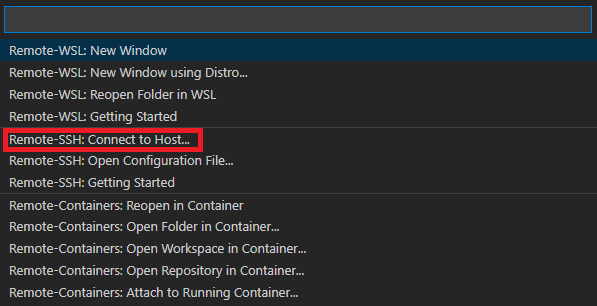 Remote-WSL: New Window
Remote-WSL: New Window using Distro...
Remote-WSL: Reopen Folder in WSL
Remote-WSL: Getting Started
Remote-SSH: Connect to Host...
Remote-SSH: Open Configuration File...
Remote-SSH: Getting Started
Remote-Containers: Reopen in Container
Remote-Containers: Open Folder in Container...
Remote-Containers: Open Workspace in Container...
Remote-Containers: Open Repository in Container...
Remote-Containers: Attach to Running Container...